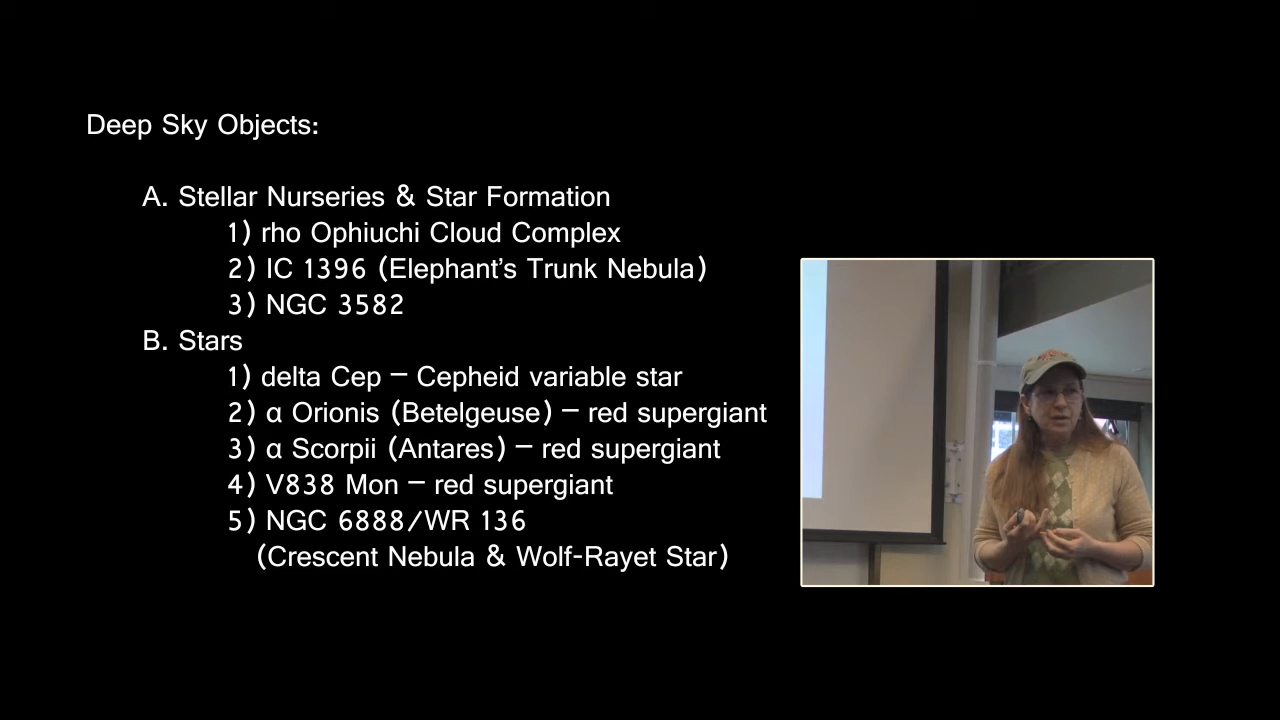 Deep Sky Objects:
A. Stellar Nurseries & Star Formation
1) rho Ophiuchi Cloud Complex
2) IC 1396 (Elephant's Trunk Nebula)
3) NGC 3582
B. Stars
1) delta Cep – Cepheid variable star
2) α Orionis (Betelgeuse) – red supergiant
3) α Scorpii (Antares) – red supergiant
4) V838 Mon – red supergiant
5) NGC 6888/WR 136
(Crescent Nebula & Wolf-Rayet Star)